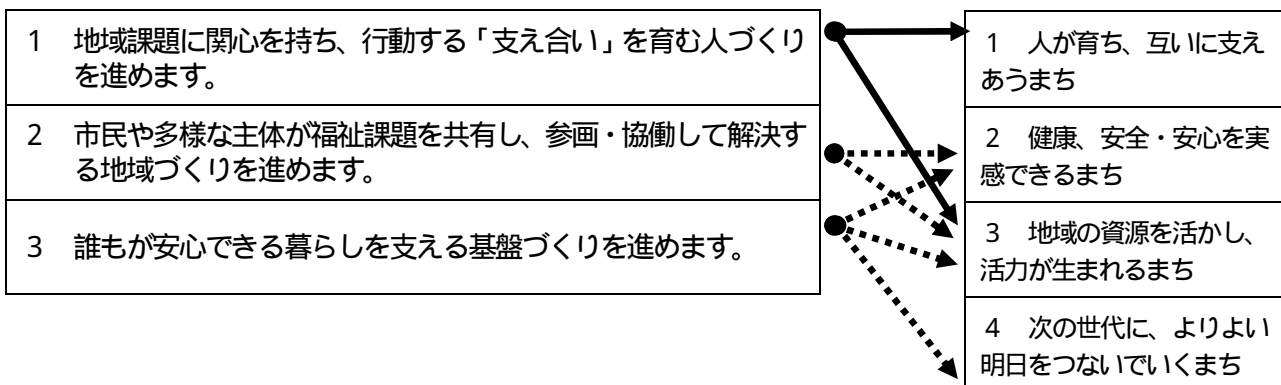 1 地域課題に関心を持ち、行動する「支え合い」を育む人づくり
を進めます。
2 市民や多様な主体が福祉課題を共有し、参画・協働して解決す
る地域づくりを進めます。
3 誰もが安心できる暮らしを支える基盤づくりを進めます。
1 人が育ち、互いに支え
あうまち
2 健康、安全・安心を実
感できるまち
3 地域の資源を活かし、
活力が生まれるまち
4 次の世代に、よりよい
明日をつないでいくまち